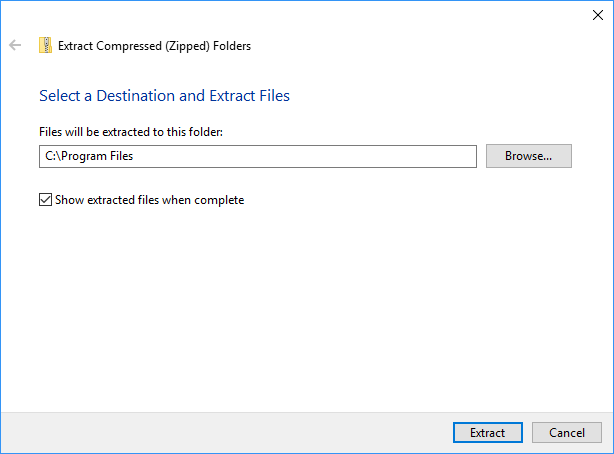 Extract Compressed (Zipped) Folders
Select a Destination and Extract Files
Files will be extracted to this folder:
C:\Program Files
Browse...
Show extracted files when complete
Extract
Cancel